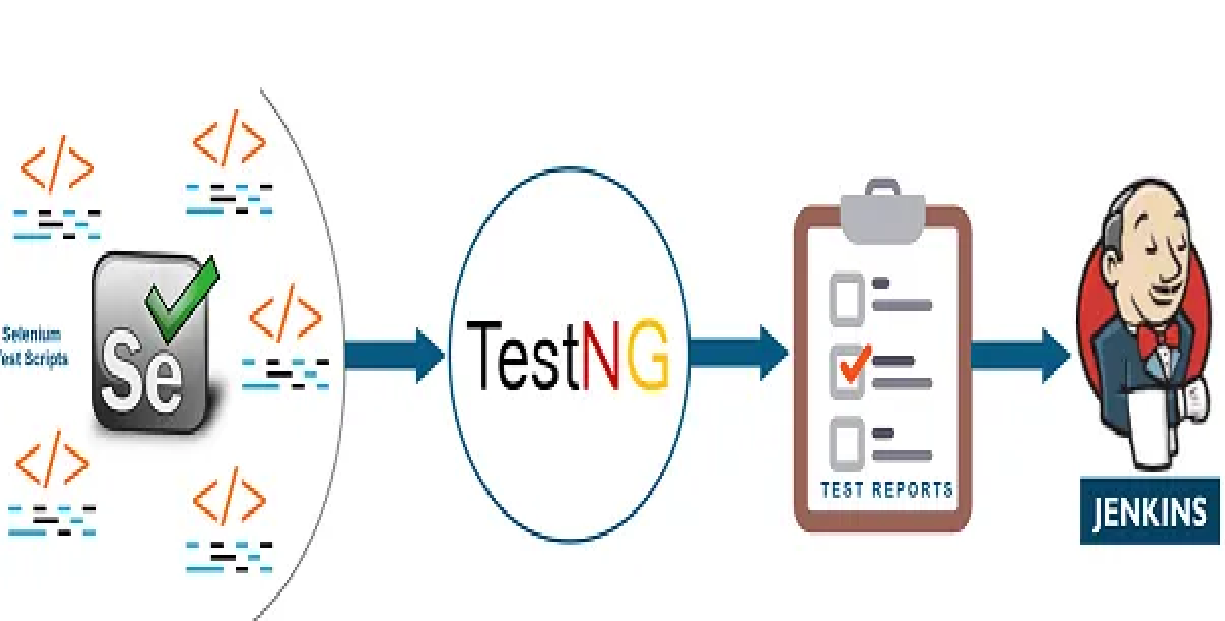 Selenium
Test Scripts
Se
TestNG
TEST REPORTS
JENKINS